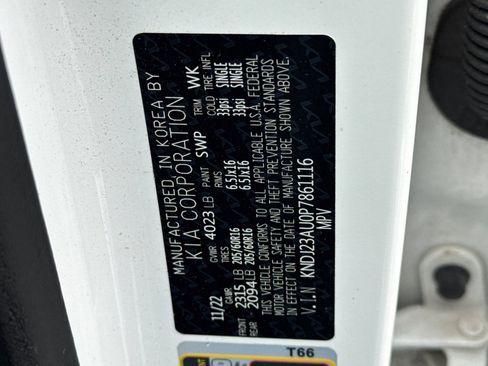 MANUFACTURED IN KOREA BY
KIA CORPORATION
11/22 GVWR 4023 LB PAINT SWP TRIM WK
GAWR TIRES RIMS COLD TIRE INFL
FRONT 2315 LB 205/60R16 6.5Jx16 33psi SINGLE
REAR 2094 LB 205/60R16 6.5Jx16 33psi SINGLE
THIS VEHICLE CONFORMS TO ALL APPLICABLE U.S.A. FEDERAL
MOTOR VEHICLE SAFETY AND THEFT PREVENTION STANDARDS
IN EFFECT ON THE DATE OF MANUFACTURE SHOWN ABOVE.
V.I.N KNDJ23AU0P7861116
MPV
T66